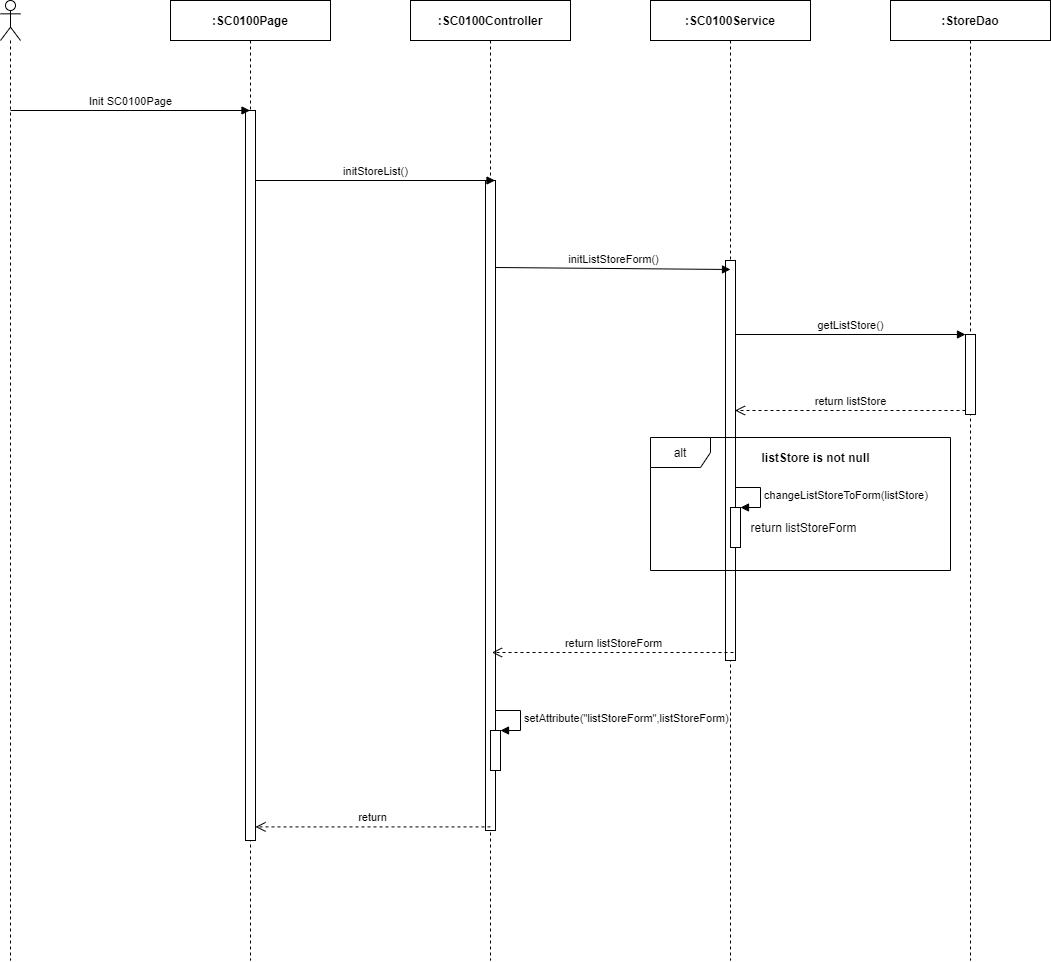 :SC0100Page
:SC0100Controller
:SC0100Service
:StoreDao
Init SC0100Page
initStoreList()
initListStoreForm()
getListStore()
return listStore
alt
listStore is not null
changeListStoreToForm(listStore)
return listStoreForm
return listStoreForm
setAttribute("listStoreForm",listStoreForm)
return